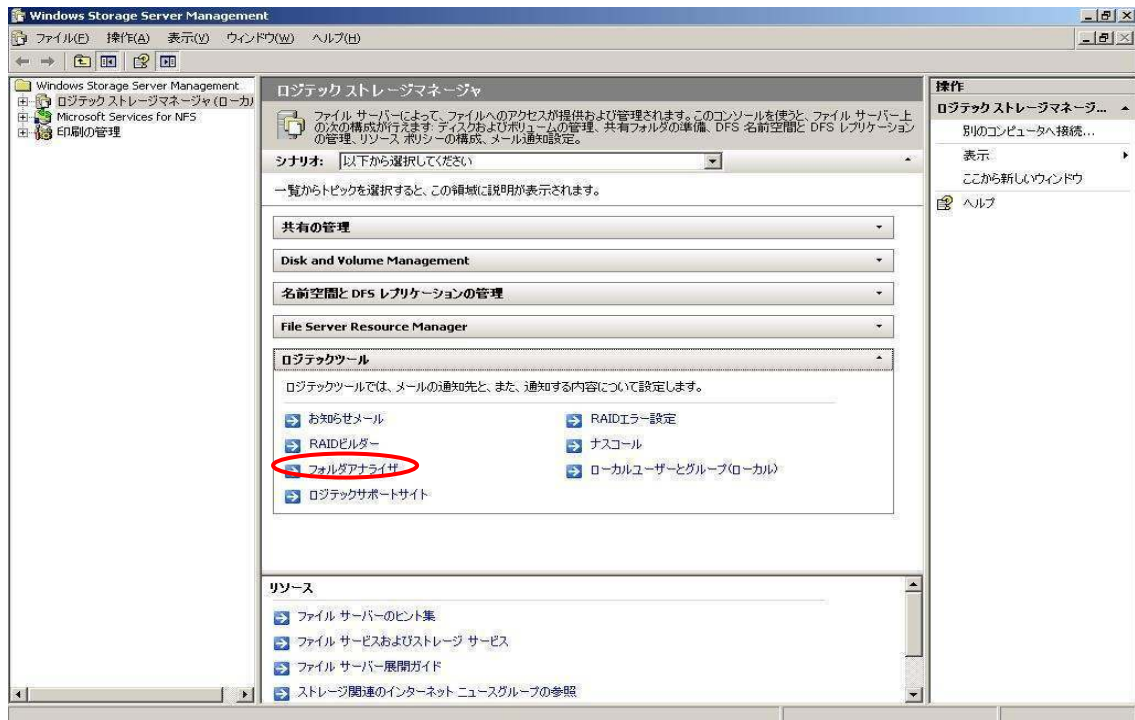 Windows Storage Server Management
ファイル(F) 操作(A) 表示(V) ウィンドウ(W) ヘルプ(H)
Windows Storage Server Management
ロジテック ストレージマネージャ (ローカル
Microsoft Services for NFS
印刷の管理
ロジテック ストレージマネージャ
ファイル サーバーによって、ファイルへのアクセスが提供および管理されます。このコンソールを使うと、ファイル サーバー上
の次の構成が行えます: ディスクおよびボリュームの管理、共有フォルダの準備、DFS 名前空間と DFS レプリケーション
の管理、リソース ポリシーの構成、メール通知設定。
シナリオ: 以下から選択してください
一覧からトピックを選択すると、この領域に説明が表示されます。
共有の管理
Disk and Volume Management
名前空間と DFS レプリケーションの管理
File Server Resource Manager
ロジテックツール
ロジテックツールでは、メールの通知先と、また、通知する内容について設定します。
お知らせメール
RAIDエラー設定
RAIDビルダー
ナスコール
フォルダアナライザ
ローカルユーザーとグループ(ローカル)
ロジテックサポートサイト
リソース
ファイル サーバーのヒント集
ファイル サービスおよびストレージ サービス
ファイル サーバー展開ガイド
ストレージ関連のインターネット ニュースグループの参照
操作
ロジテック ストレージマネージ...
別のコンピュータへ接続...
表示
ここから新しいウィンドウ
ヘルプ